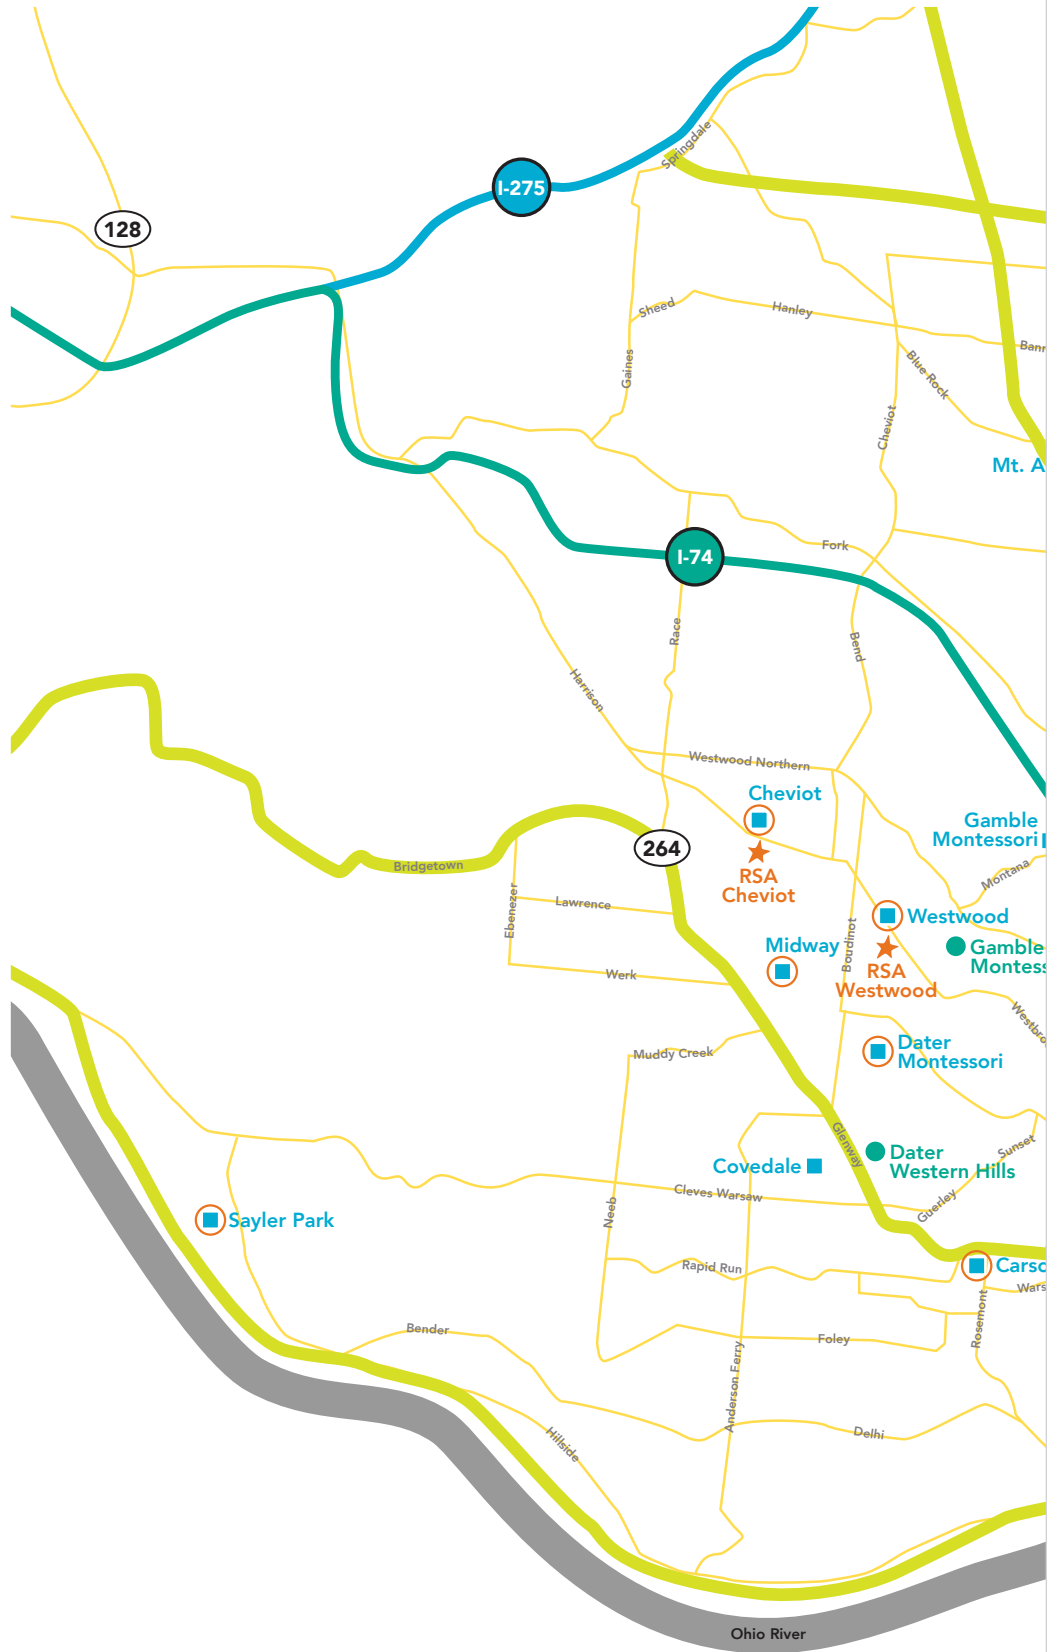 Springdale
I-275
128
Sheed
Hanley
Gaines
Blue Rock
Cheviot
Mt. A
Fork
I-74
Race
Bend
Harrison
Westwood Northern
Cheviot
Gamble
Montessori
264
RSA
Cheviot
Bridgetown
Montana
Ebenezer
Lawrence
Westwood
Boudinot
Midway
Gamble
Montess
RSA
Westwood
Werk
Westbro
Muddy Creek
Dater
Montessori
Glenway
Sunset
Dater
Western Hills
Covedale
Cleves Warsaw
Guerley
Neeb
Sayler Park
Rapid Run
Carso
Wars
Rosemont
Bender
Foley
Anderson Ferry
Hillside
Delhi
Ohio River